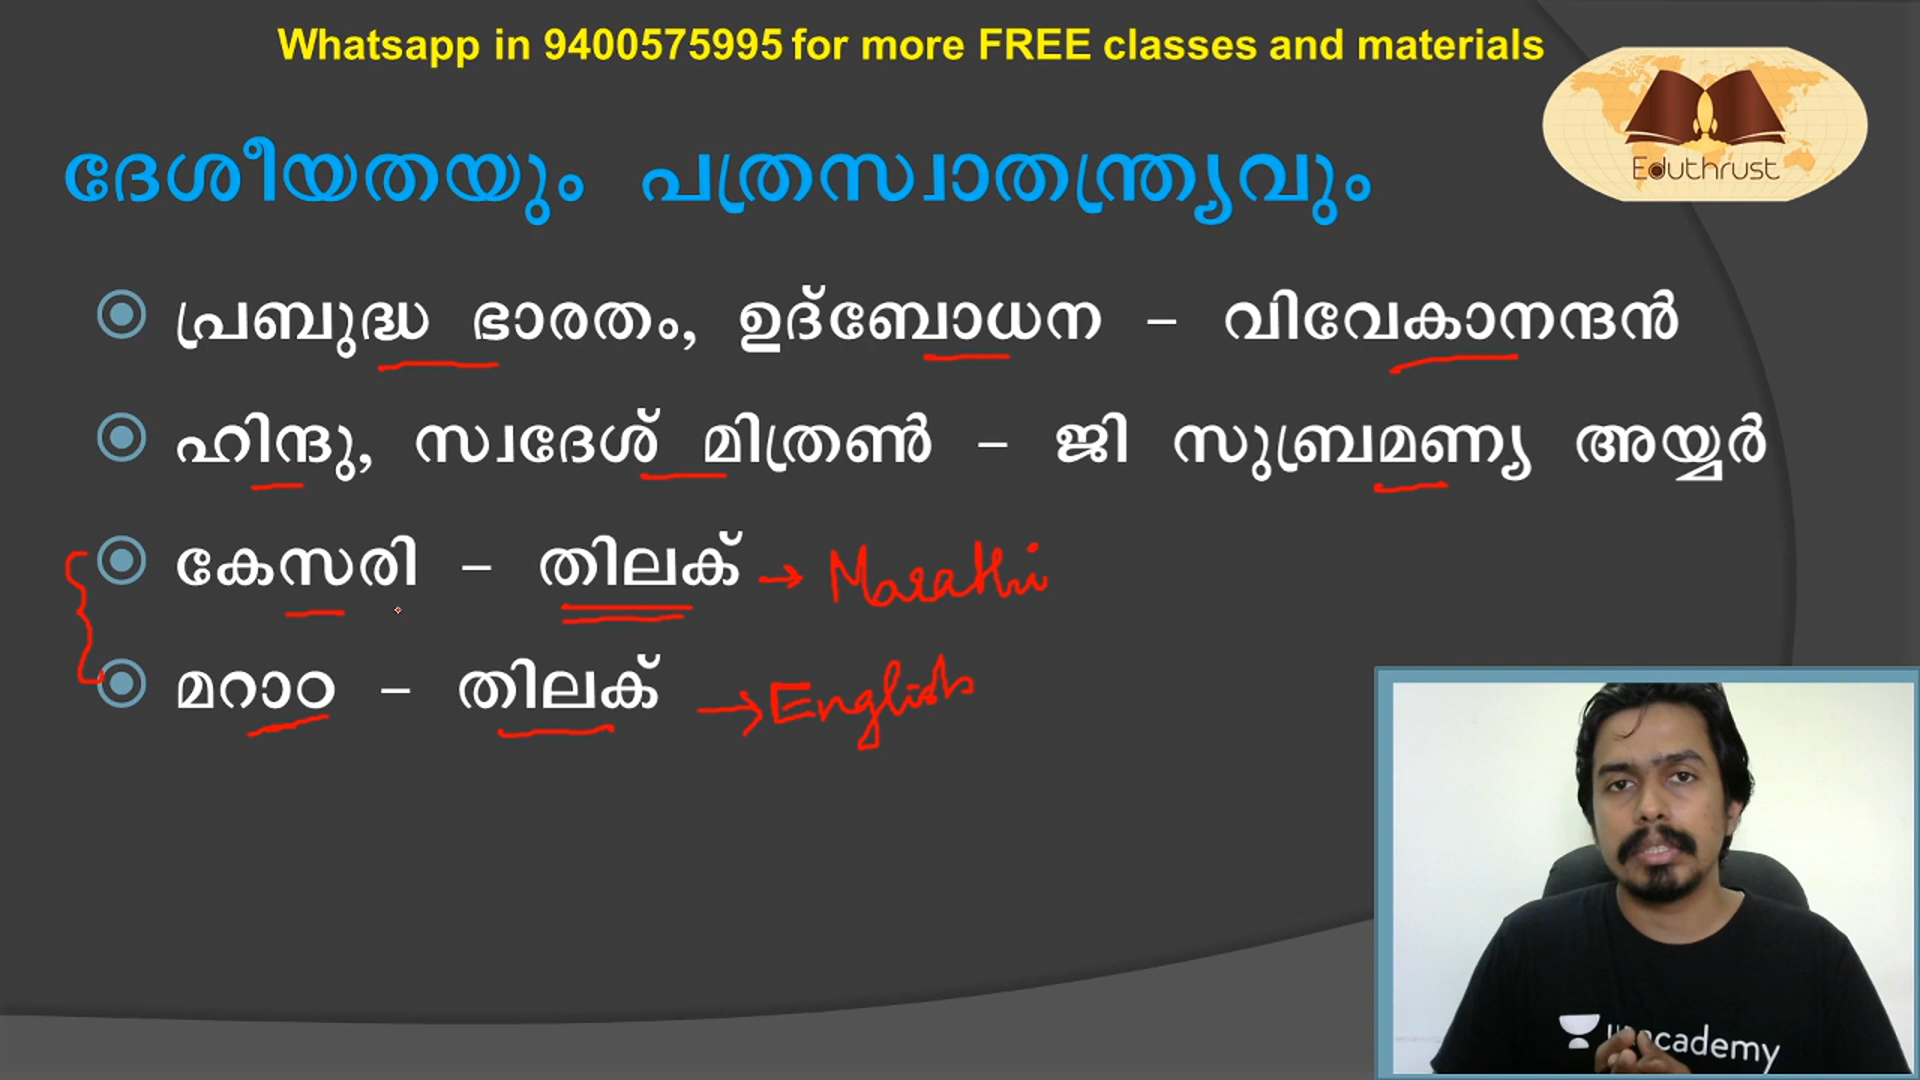 Whatsapp in 9400575995 for more FREE classes and materials
Eduthrust
ദേശീയതയും പത്രസ്വാതന്ത്ര്യവും
പ്രബുദ്ധ ഭാരതം, ഉദ്ബോധന – വിവേകാനന്ദൻ
ഹിന്ദു, സ്വദേശ് മിത്രൺ – ജി സുബ്രമണ്യ അയ്യർ
കേസരി – തിലക് → Marathi
മറാഠ – തിലക് → English